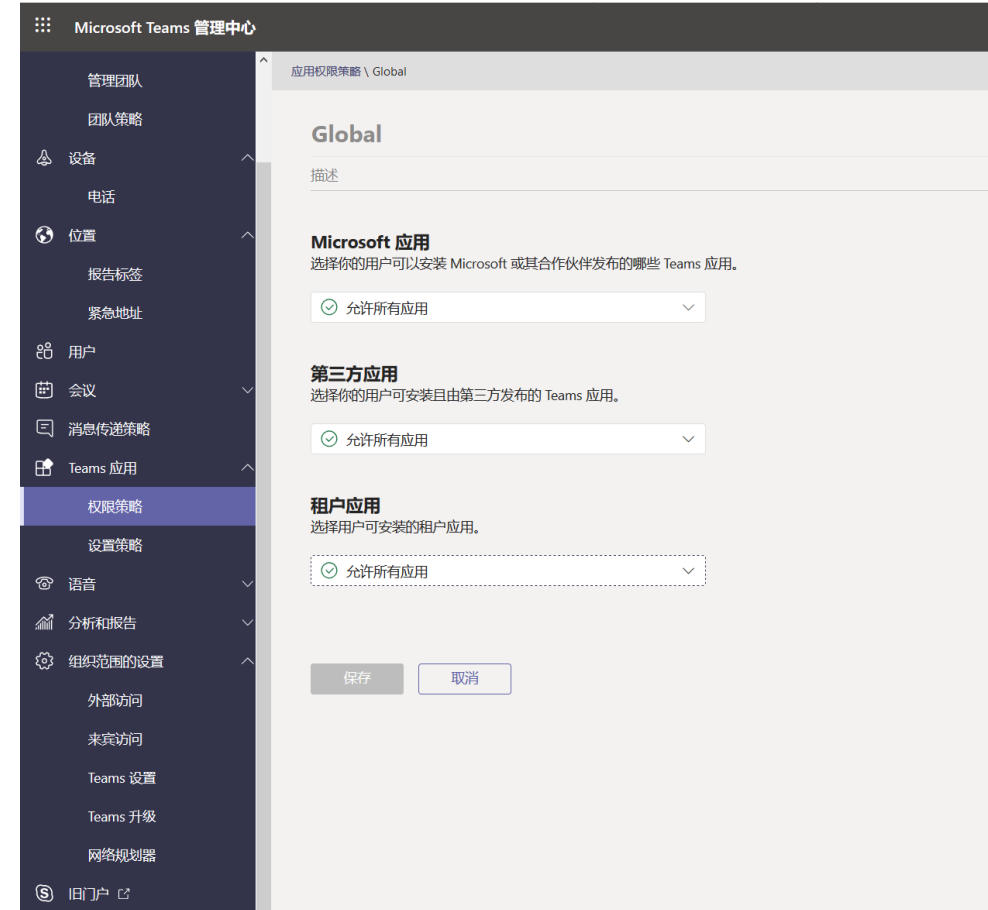 Microsoft Teams 管理中心
管理团队
团队策略
设备
电话
位置
报告标签
紧急地址
用户
会议
消息传递策略
Teams 应用
权限策略
设置策略
语音
分析和报告
组织范围的设置
外部访问
来宾访问
Teams 设置
Teams 升级
网络规划器
旧门户
应用权限策略 \ Global
Global
描述
Microsoft 应用
选择你的用户可以安装 Microsoft 或其合作伙伴发布的哪些 Teams 应用。
允许所有应用
第三方应用
选择你的用户可安装且由第三方发布的 Teams 应用。
允许所有应用
租户应用
选择用户可安装的租户应用。
允许所有应用
保存
取消